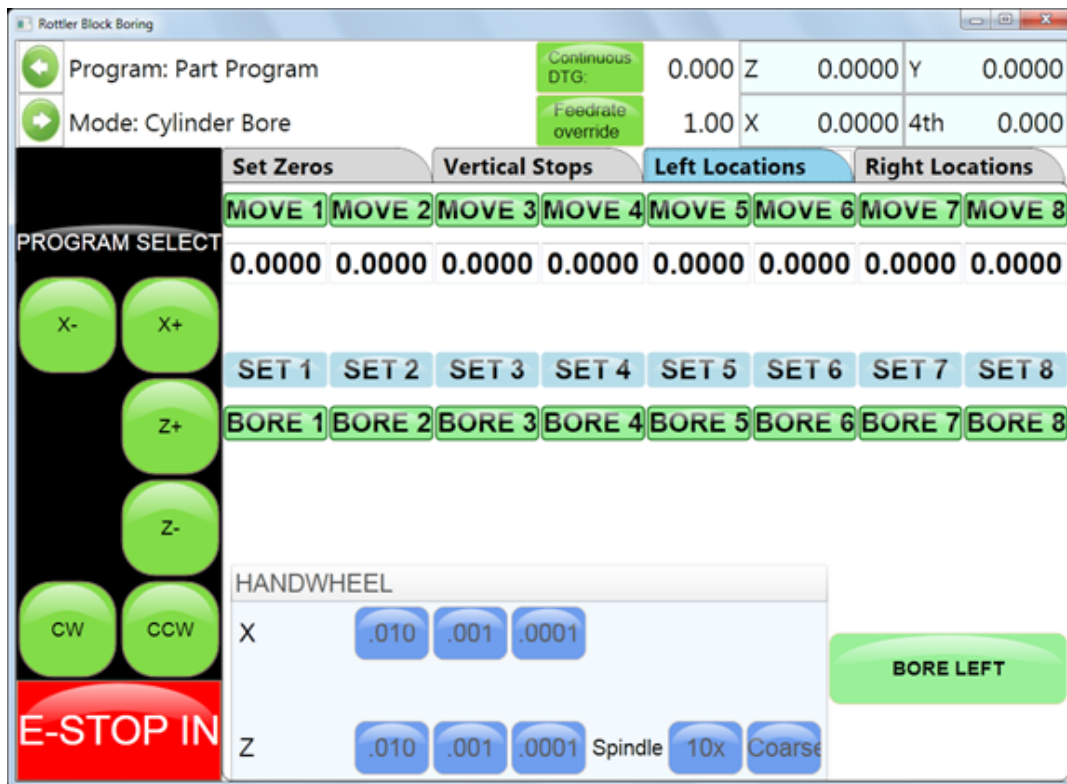 Rottler Block Boring
Program: Part Program Continuous DTG: 0.000 Z 0.0000 Y 0.0000
Mode: Cylinder Bore Feedrate override 1.00 X 0.0000 4th 0.000
Set Zeros Vertical Stops Left Locations Right Locations
MOVE 1 MOVE 2 MOVE 3 MOVE 4 MOVE 5 MOVE 6 MOVE 7 MOVE 8
PROGRAM SELECT
0.0000 0.0000 0.0000 0.0000 0.0000 0.0000 0.0000 0.0000
X- X+
SET 1 SET 2 SET 3 SET 4 SET 5 SET 6 SET 7 SET 8
Z+
BORE 1 BORE 2 BORE 3 BORE 4 BORE 5 BORE 6 BORE 7 BORE 8
Z-
HANDWHEEL
CW CCW
X .010 .001 .0001
BORE LEFT
E-STOP IN
Z .010 .001 .0001 Spindle 10x Coarse